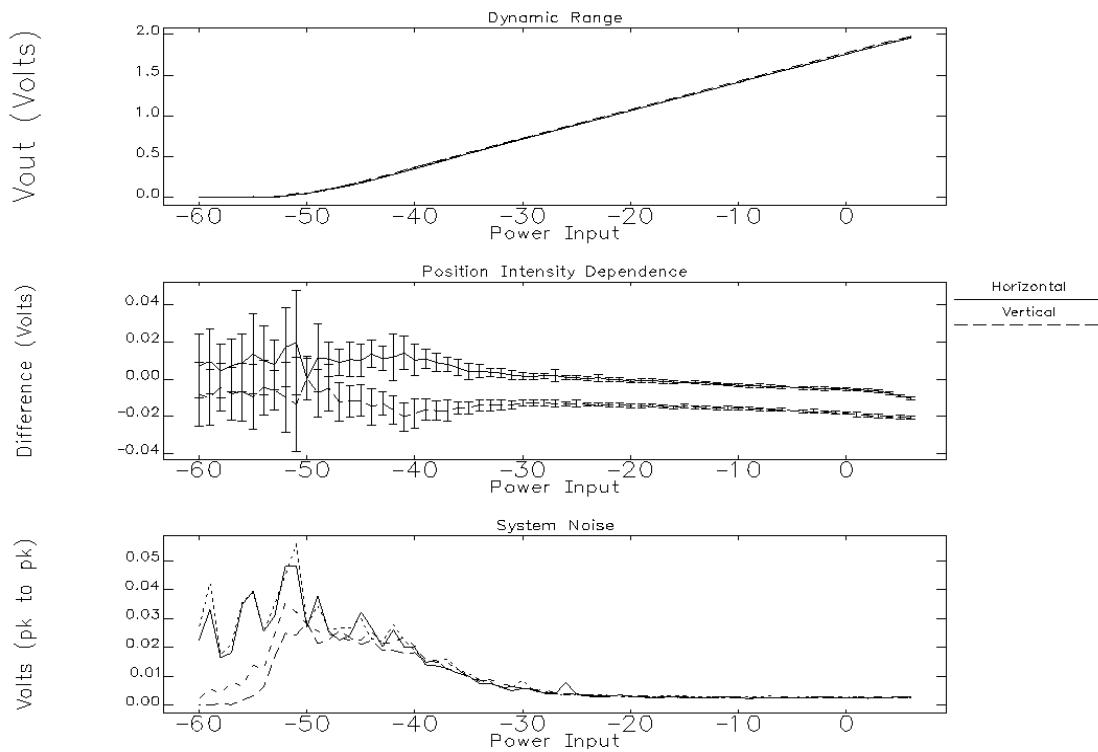 Dynamic Range
Vout (Volts)
2.0
1.5
1.0
0.5
0.0
-60 -50 -40 -30 -20 -10 0
Power Input
Position Intensity Dependence
Difference (Volts)
0.04
0.02
0.00
-0.02
-0.04
-60 -50 -40 -30 -20 -10 0
Power Input
Horizontal
Vertical
System Noise
Volts (pk to pk)
0.05
0.04
0.03
0.02
0.01
0.00
-60 -50 -40 -30 -20 -10 0
Power Input